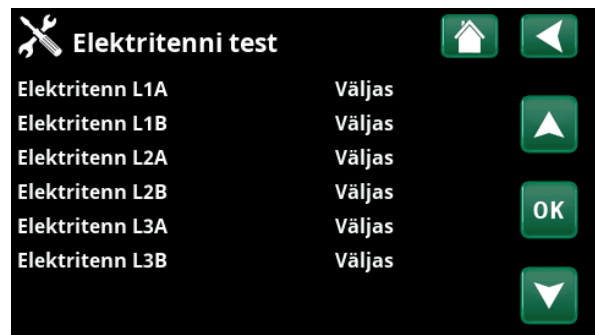 Elektritenni test
Elektritenn L1A Väljas
Elektritenn L1B Väljas
Elektritenn L2A Väljas
Elektritenn L2B Väljas
OK
Elektritenn L3A Väljas
Elektritenn L3B Väljas